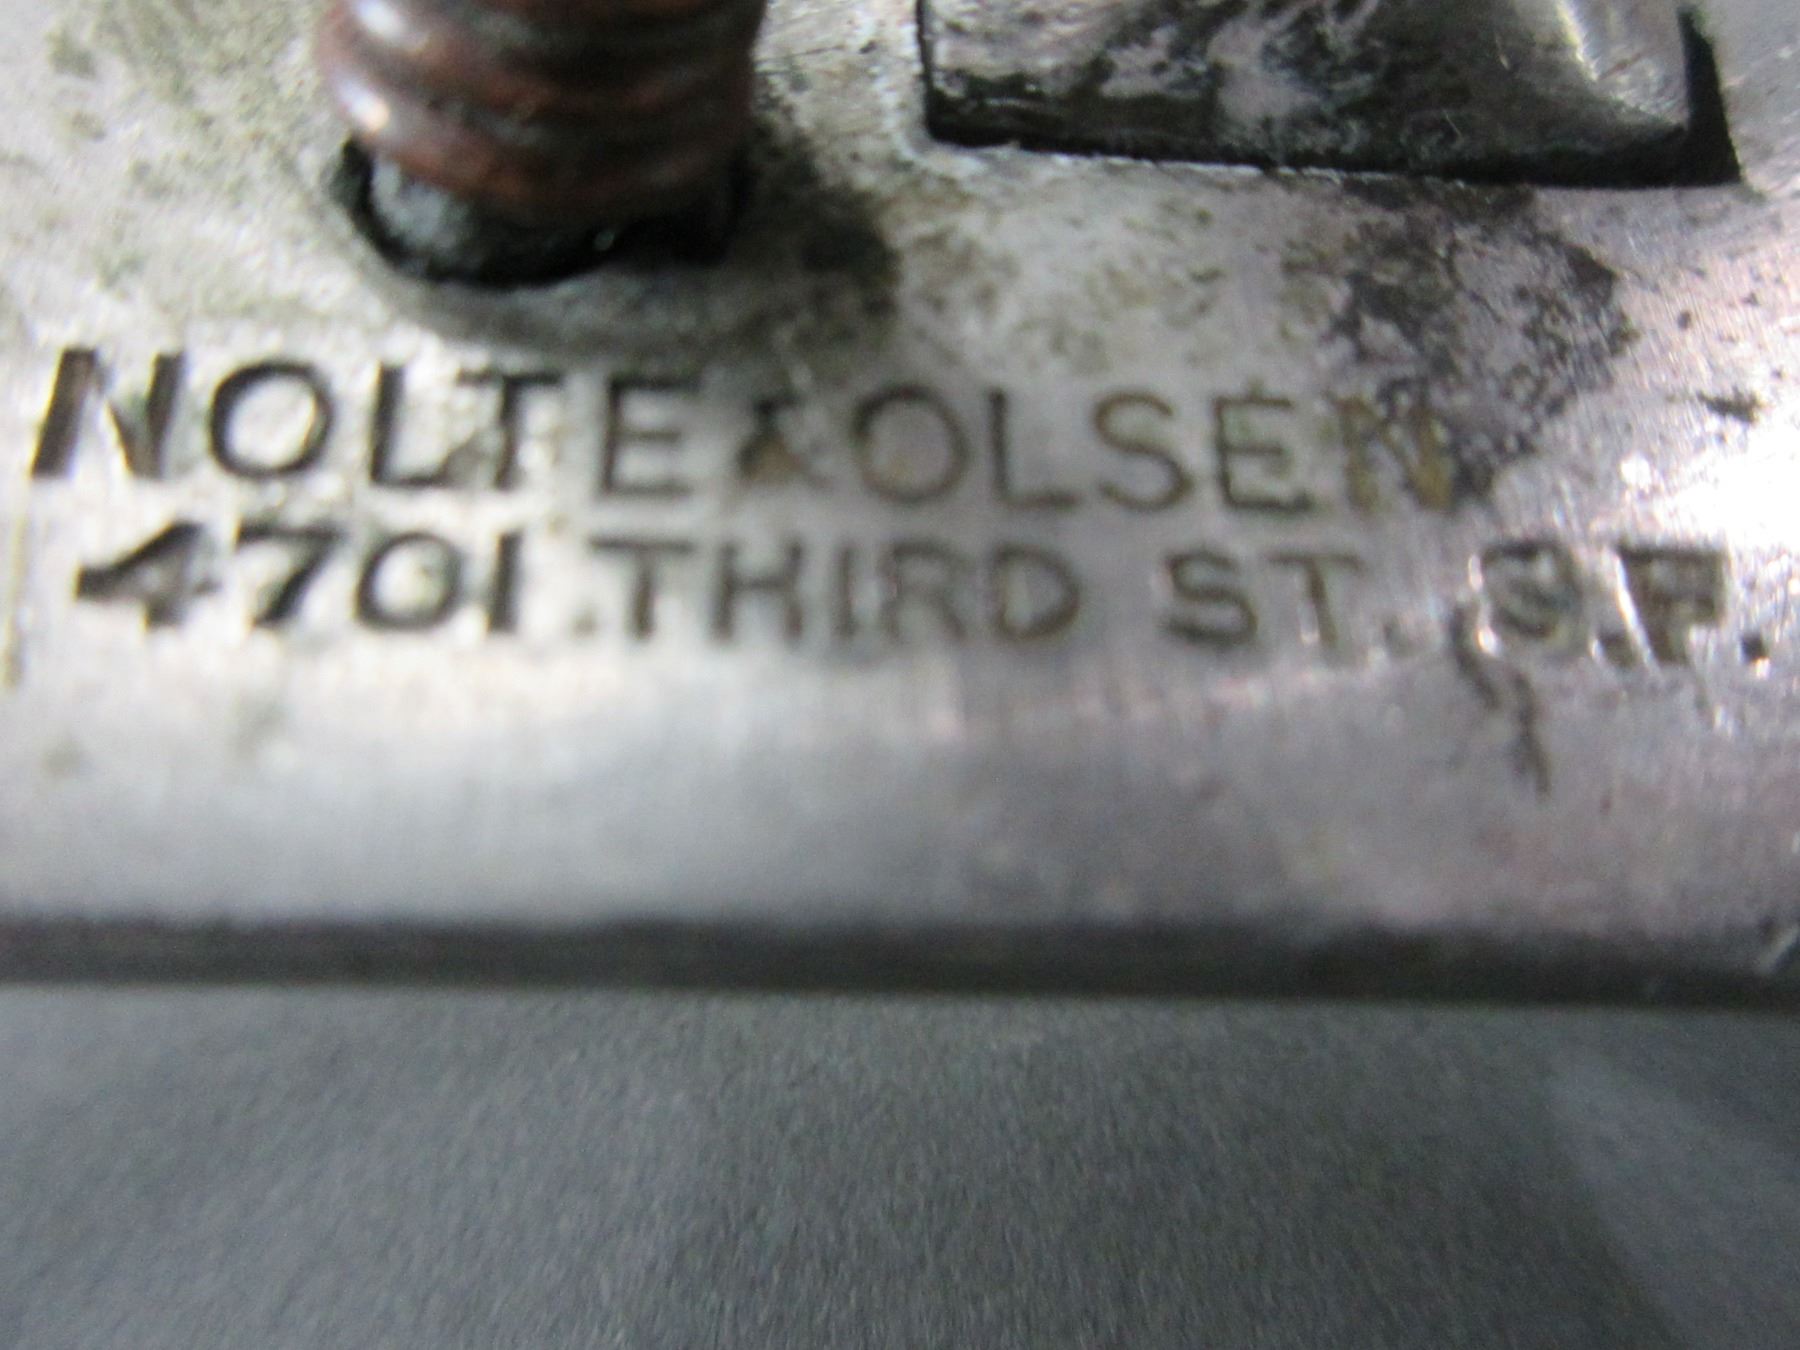 NOLTE & OLSEN
4701 THIRD ST. S.F.